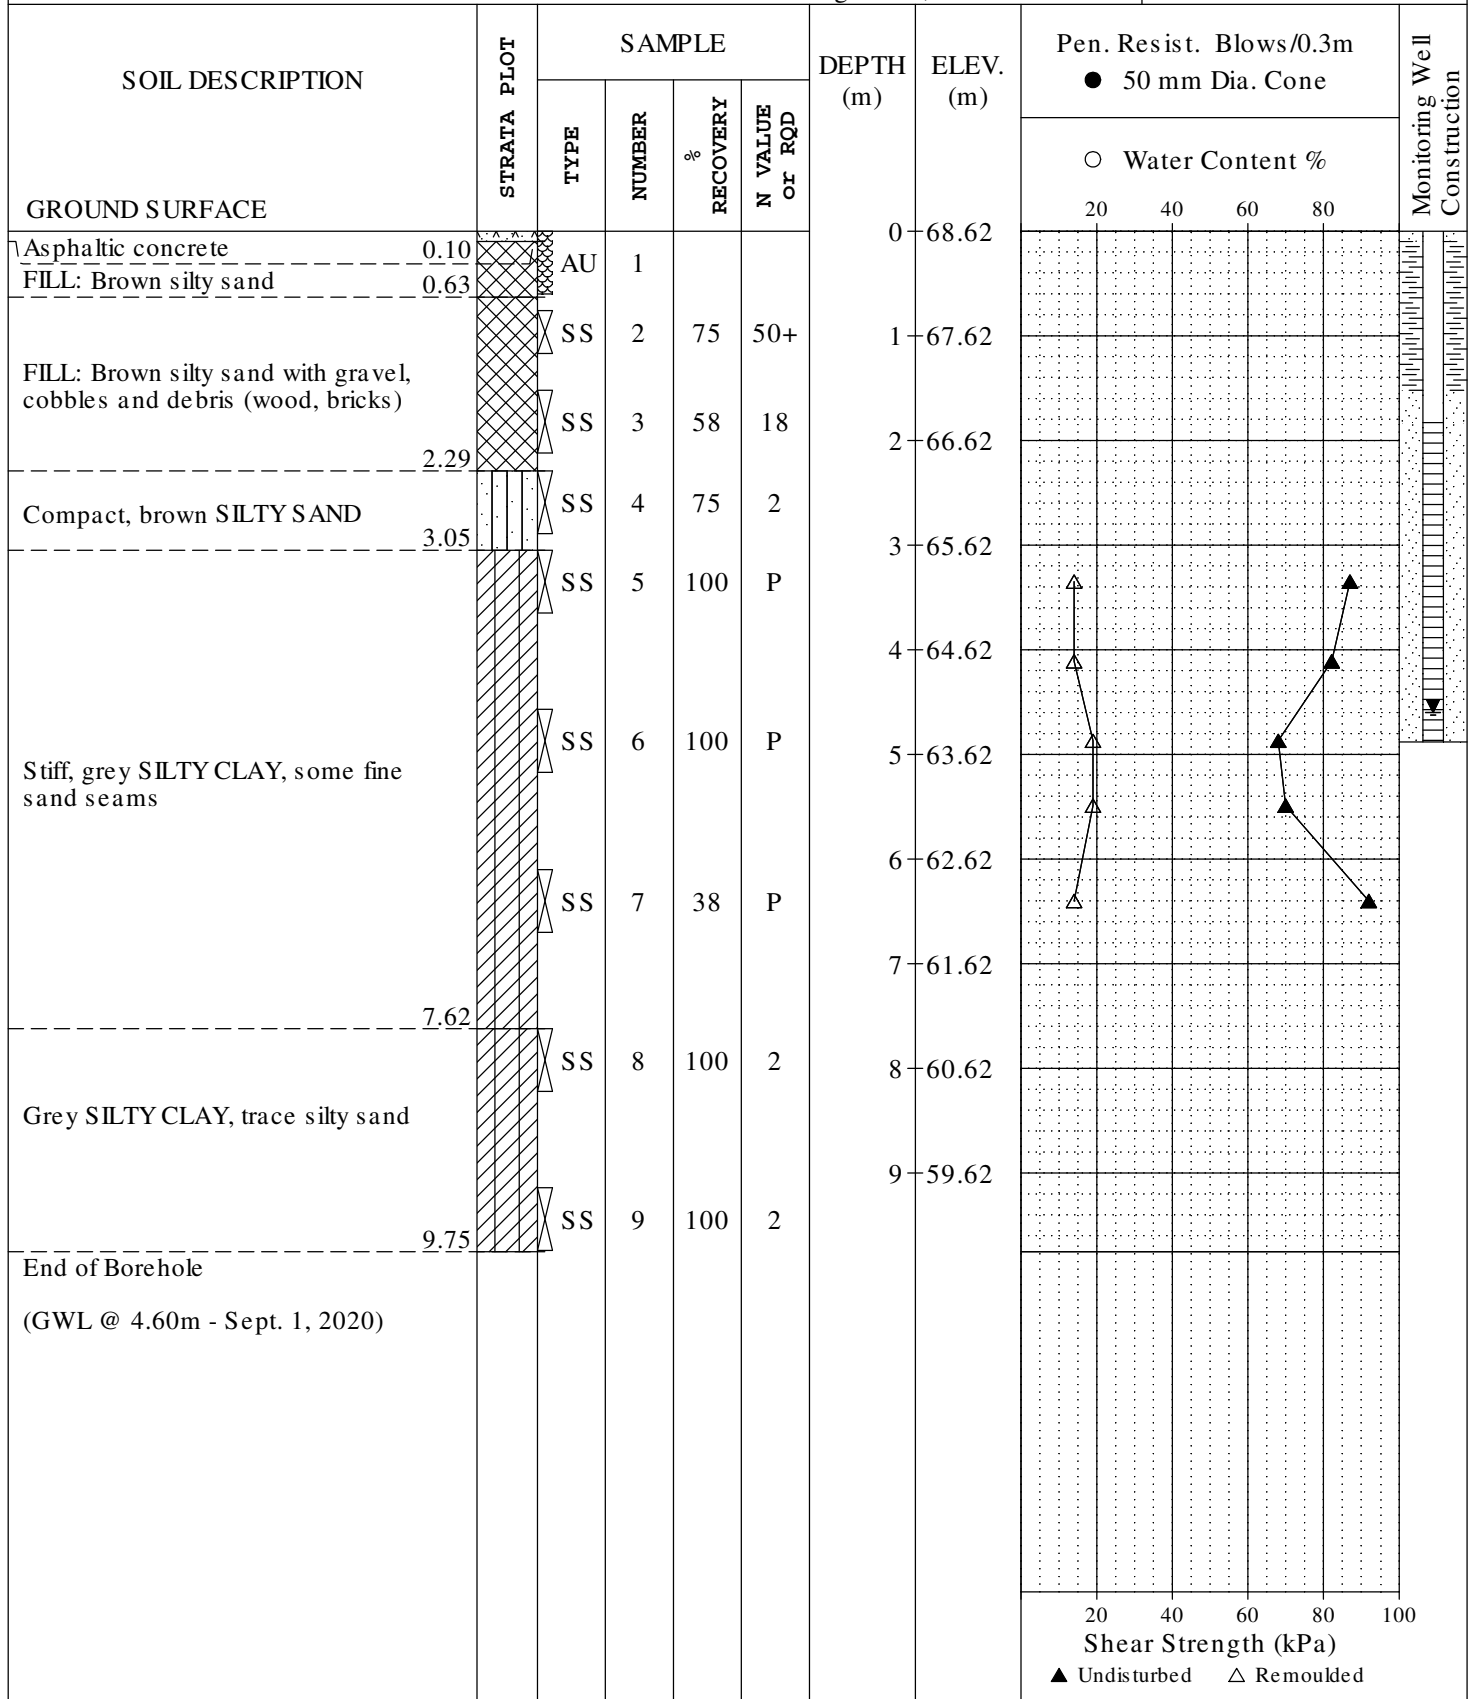 SOIL DESCRIPTION
GROUND SURFACE
STRATA PLOT
SAMPLE
TYPE
NUMBER
%
RECOVERY
N VALUE
or RQD
DEPTH
(m)
ELEV.
(m)
Pen. Resist. Blows/0.3m
● 50 mm Dia. Cone
○ Water Content %
20 40 60 80
Monitoring Well
Construction
0 68.62
Asphaltic concrete 0.10
AU 1
FILL: Brown silty sand 0.63
SS 2 75 50+
1 67.62
FILL: Brown silty sand with gravel,
cobbles and debris (wood, bricks)
SS 3 58 18
2 66.62
2.29
SS 4 75 2
Compact, brown SILTY SAND
3.05
3 65.62
SS 5 100 P
4 64.62
SS 6 100 P
5 63.62
Stiff, grey SILTY CLAY, some fine
sand seams
6 62.62
SS 7 38 P
7 61.62
7.62
SS 8 100 2
8 60.62
Grey SILTY CLAY, trace silty sand
9 59.62
SS 9 100 2
9.75
End of Borehole
(GWL @ 4.60m - Sept. 1, 2020)
20 40 60 80 100
Shear Strength (kPa)
▲ Undisturbed △ Remoulded